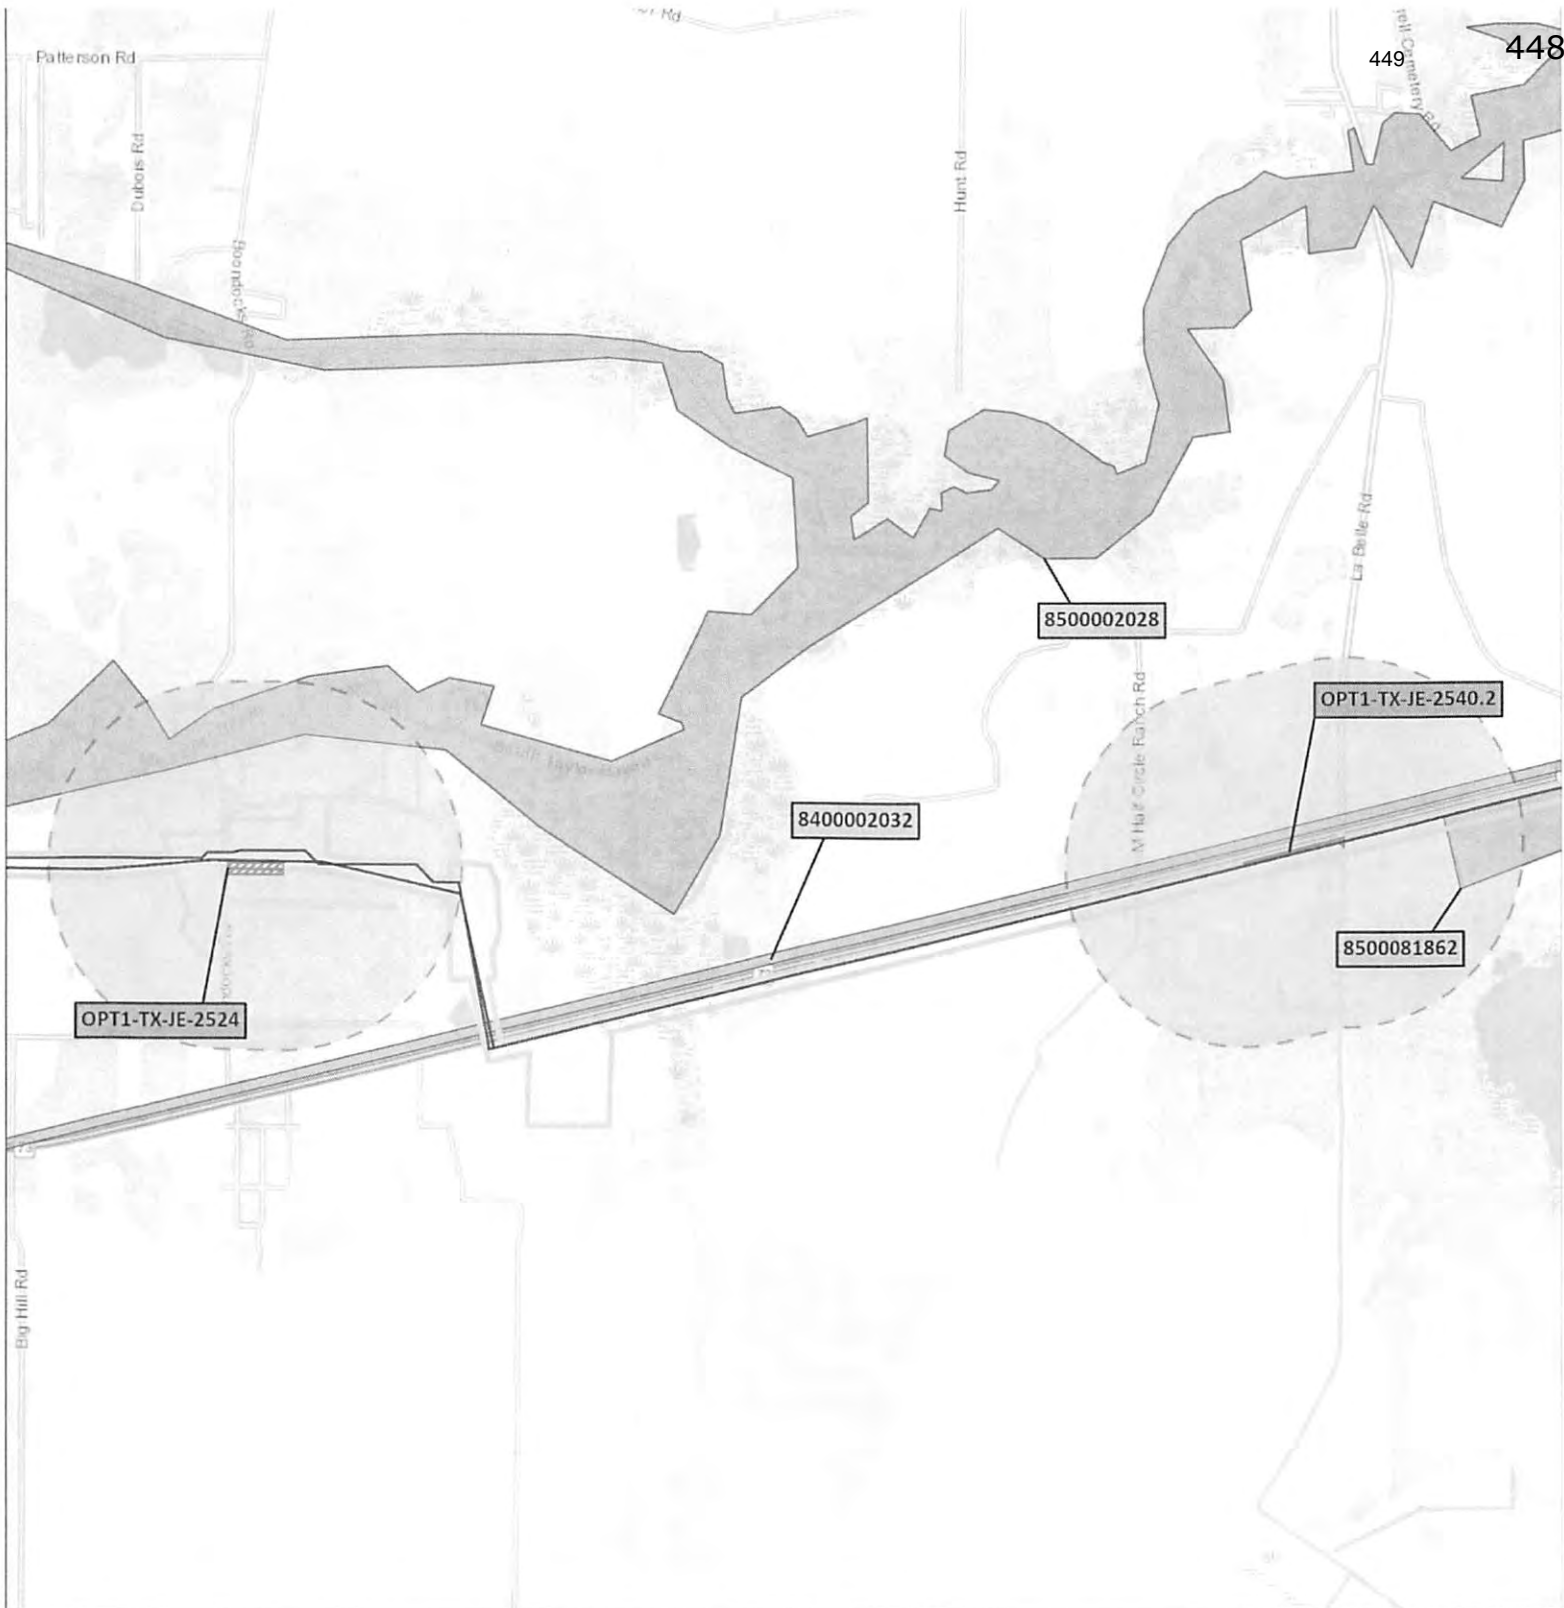 449
448
Patterson Rd
Dubois Rd
Hunt Rd
8500002028
La Belle Rd
OPT1-TX-JE-2540.2
M Half Circle Ranch Rd
8400002032
8500081862
OPT1-TX-JE-2524
73
Big Hill Rd